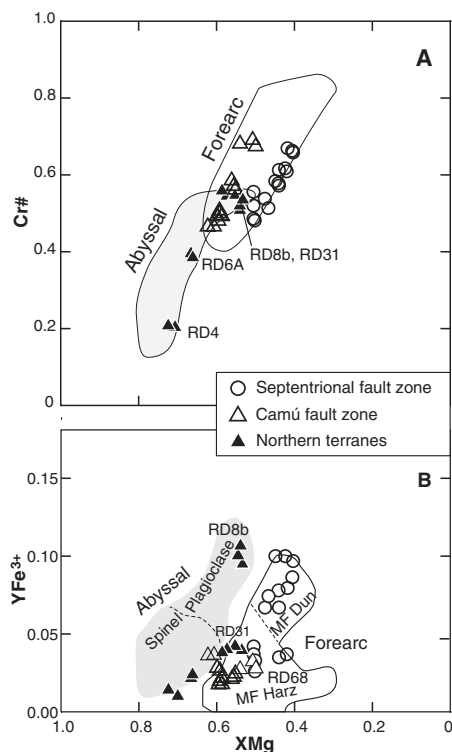 1.0
A
Forearc
0.8
0.6
Cr#
Abyssal
0.4
RD8b, RD31
RD6A
0.2
RD4
0
Septentrional fault zone
Camú fault zone
Northern terranes
B
0.15
RD8b
YFe3+
0.10
Abyssal
Plagioclase
Spinel
MF Dun
0.05
RD31
Forearc
RD68
MF Harz
0.00
1.0 0.8 0.6 0.4 0.2 0
XMg